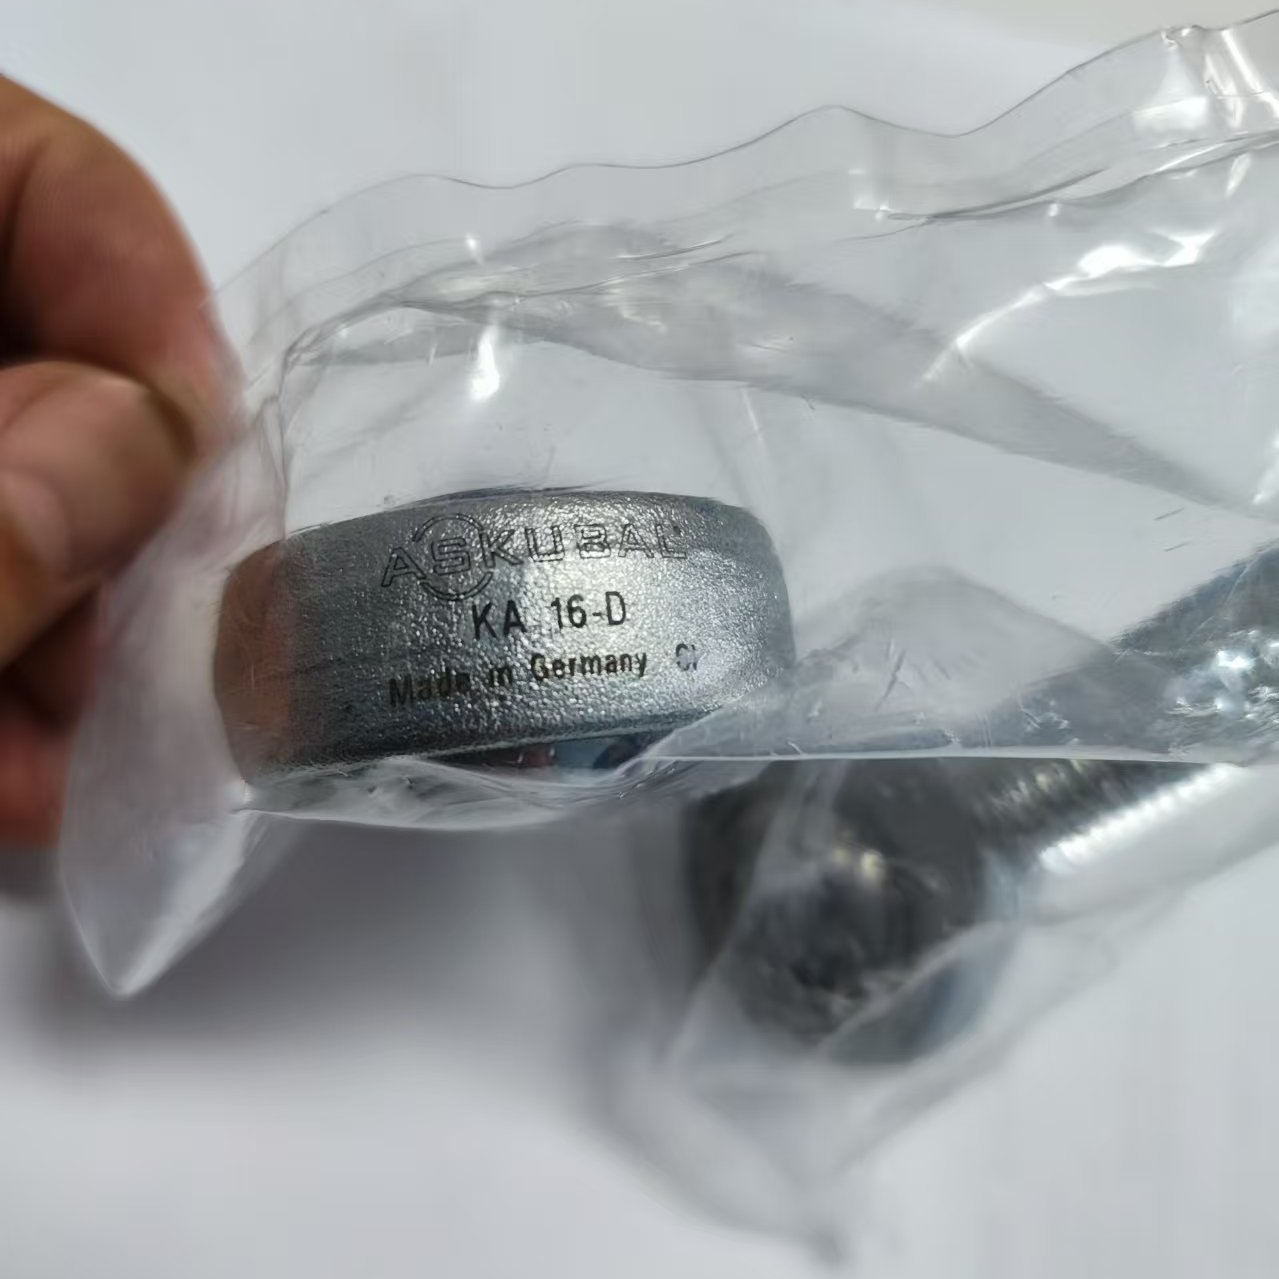 ASKUBAL
KA 16-D
Made in Germany